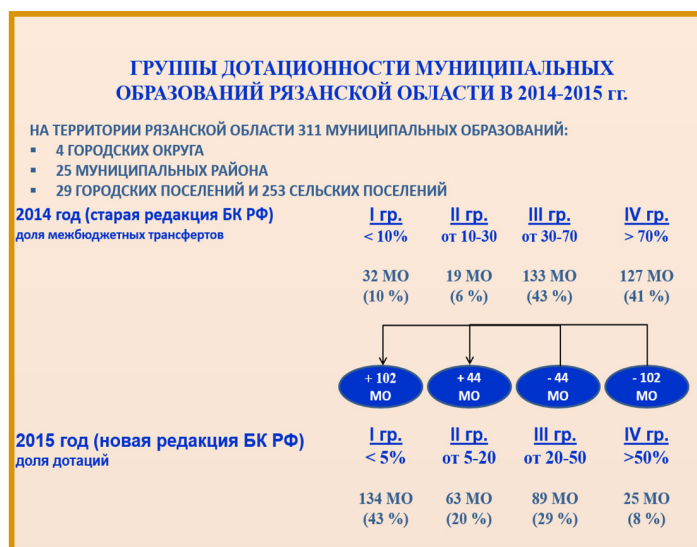 ГРУППЫ ДОТАЦИОННОСТИ МУНИЦИПАЛЬНЫХ
ОБРАЗОВАНИЙ РЯЗАНСКОЙ ОБЛАСТИ В 2014-2015 гг.
НА ТЕРРИТОРИИ РЯЗАНСКОЙ ОБЛАСТИ 311 МУНИЦИПАЛЬНЫХ ОБРАЗОВАНИЙ:
▪ 4 ГОРОДСКИХ ОКРУГА
▪ 25 МУНИЦИПАЛЬНЫХ РАЙОНА
▪ 29 ГОРОДСКИХ ПОСЕЛЕНИЙ И 253 СЕЛЬСКИХ ПОСЕЛЕНИЙ
2014 год (старая редакция БК РФ) I гр. II гр. III гр. IV гр.
доля межбюджетных трансфертов < 10% от 10-30 от 30-70 > 70%
32 МО 19 МО 133 МО 127 МО
(10 %) (6 %) (43 %) (41 %)
+ 102 + 44 - 44 - 102
МО МО МО МО
2015 год (новая редакция БК РФ) I гр. II гр. III гр. IV гр.
доля дотаций < 5% от 5-20 от 20-50 >50%
134 МО 63 МО 89 МО 25 МО
(43 %) (20 %) (29 %) (8 %)